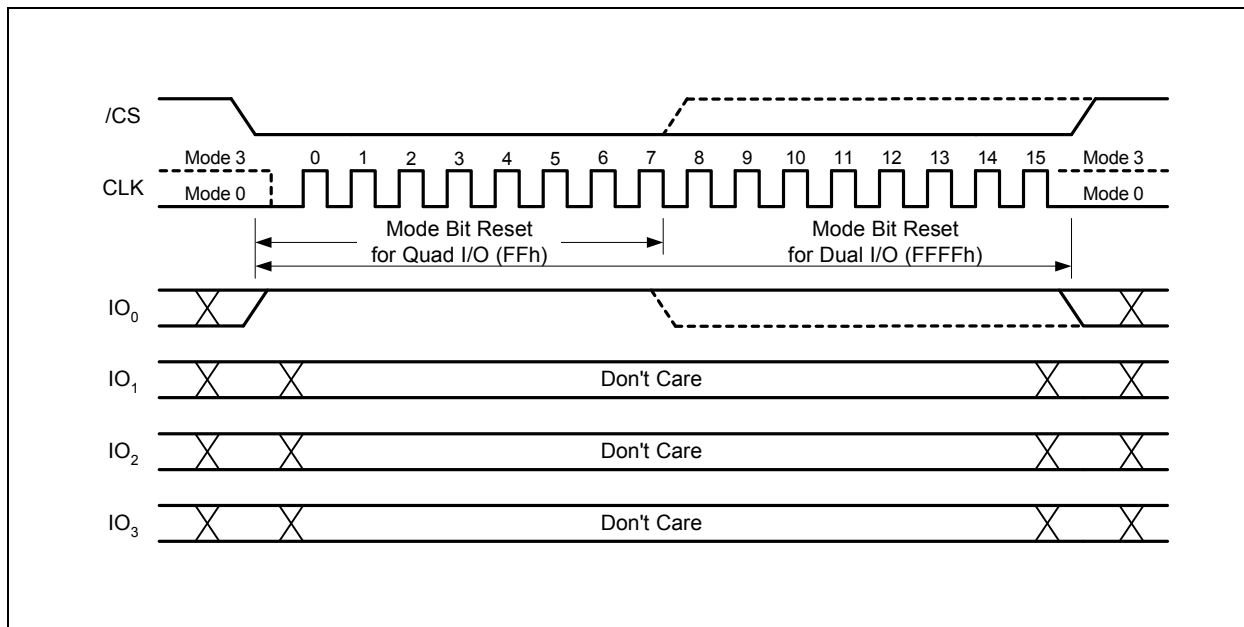 /CS
Mode 3 0 1 2 3 4 5 6 7 8 9 10 11 12 13 14 15 Mode 3
CLK
Mode 0 Mode 0
Mode Bit Reset Mode Bit Reset
for Quad I/O (FFh) for Dual I/O (FFFFh)
IO₀
IO₁ Don't Care
IO₂ Don't Care
IO₃ Don't Care